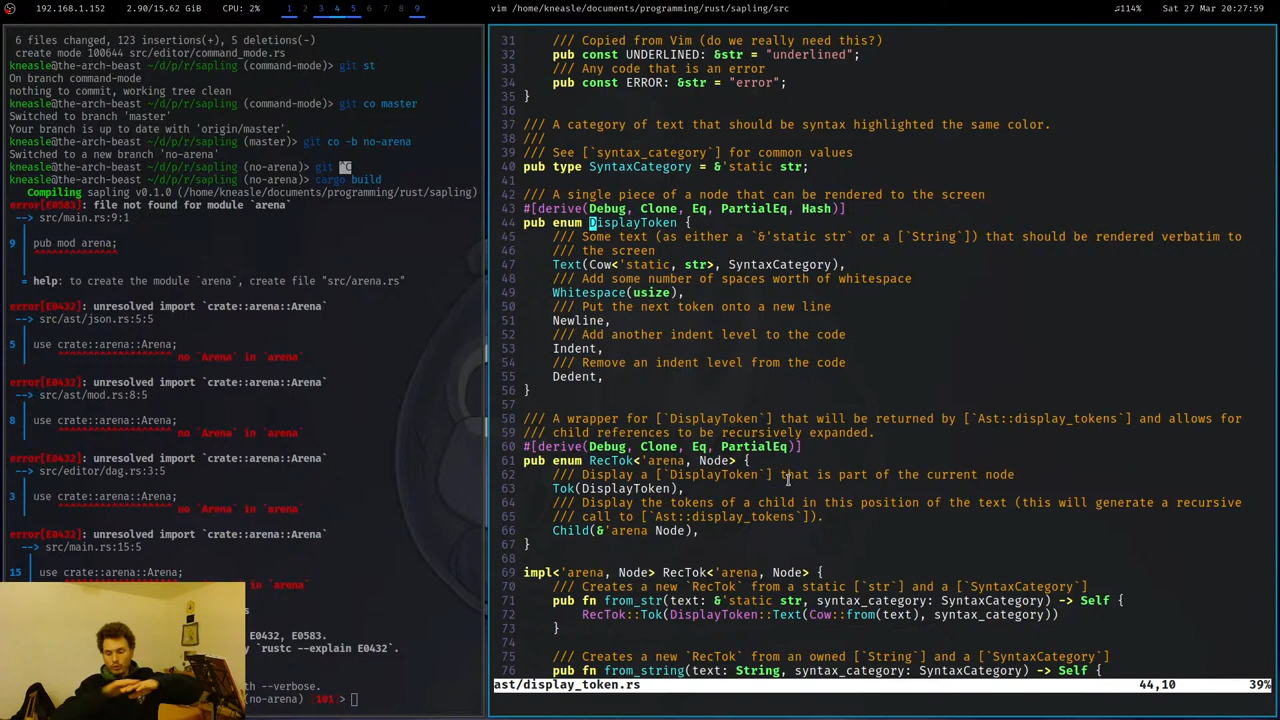 192.168.1.152
CPU: 2%
1 2 3 4 5 6 7 8 9
vim /home/kneasle/documents/programming/rust/sapling/src
114%
Sat 27 Mar - 20:27:59
6 files changed, 123 insertions(+), 5 deletions(-)
create mode 100644 src/editor/command_mode.rs
kneasle@the-arch-beast ~/d/p/r/sapling (command-mode)> git st
On branch command-mode
nothing to commit, working tree clean
kneasle@the-arch-beast ~/d/p/r/sapling (command-mode)> git co master
Switched to branch 'master'
Your branch is up to date with 'origin/master'.
kneasle@the-arch-beast ~/d/p/r/sapling (master)> git co -b no-arena
Switched to a new branch 'no-arena'
kneasle@the-arch-beast ~/d/p/r/sapling (no-arena)> git ^C
kneasle@the-arch-beast ~/d/p/r/sapling (no-arena)> cargo build
Compiling sapling v0.1.0 (/home/kneasle/documents/programming/rust/sapling)
error[E0583]: file not found for module `arena`
--> src/main.rs:9:1
|
9 | pub mod arena;
| ^^^^^^^^^^^^^^
|
= help: to create the module `arena`, create file "src/arena.rs"
error[E0432]: unresolved import `crate::arena::Arena`
--> src/ast/json.rs:5:5
|
5 | use crate::arena::Arena;
| ^^^^^^^^^^^^^^^^^^^ no `Arena` in `arena`
error[E0432]: unresolved import `crate::arena::Arena`
--> src/ast/mod.rs:8:5
|
8 | use crate::arena::Arena;
| ^^^^^^^^^^^^^^^^^^^ no `Arena` in `arena`
error[E0432]: unresolved import `crate::arena::Arena`
--> src/editor/dag.rs:3:5
|
3 | use crate::arena::Arena;
| ^^^^^^^^^^^^^^^^^^^ no `Arena` in `arena`
error[E0432]: unresolved import `crate::arena::Arena`
--> src/main.rs:15:5
|
15 | use crate::arena::Arena;
in `arena`
E0432, E0583.
`rustc --explain E0432`.
--verbose.
(no-arena) [101]>
31 /// Copied from Vim (do we really need this?)
32 pub const UNDERLINED: &str = "underlined";
33 /// Any code that is an error
34 pub const ERROR: &str = "error";
35 }
36
37 /// A category of text that should be syntax highlighted the same color.
38 ///
39 /// See [`syntax_category`] for common values
40 pub type SyntaxCategory = &'static str;
41
42 /// A single piece of a node that can be rendered to the screen
43 #[derive(Debug, Clone, Eq, PartialEq, Hash)]
44 pub enum DisplayToken {
45 /// Some text (as either a `&'static str` or a [`String`]) that should be rendered verbatim to
46 /// the screen
47 Text(Cow<'static, str>, SyntaxCategory),
48 /// Add some number of spaces worth of whitespace
49 Whitespace(usize),
50 /// Put the next token onto a new line
51 Newline,
52 /// Add another indent level to the code
53 Indent,
54 /// Remove an indent level from the code
55 Dedent,
56 }
57
58 /// A wrapper for [`DisplayToken`] that will be returned by [`Ast::display_tokens`] and allows for
59 /// child references to be recursively expanded.
60 #[derive(Debug, Clone, Eq, PartialEq)]
61 pub enum RecTok<'arena, Node> {
62 /// Display a [`DisplayToken`] that is part of the current node
63 Tok(DisplayToken),
64 /// Display the tokens of a child in this position of the text (this will generate a recursive
65 /// call to [`Ast::display_tokens`]).
66 Child(&'arena Node),
67 }
68
69 impl<'arena, Node> RecTok<'arena, Node> {
70 /// Creates a new `RecTok` from a static [`str`] and a [`SyntaxCategory`]
71 pub fn from_str(text: &'static str, syntax_category: SyntaxCategory) -> Self {
72 RecTok::Tok(DisplayToken::Text(Cow::from(text), syntax_category))
73 }
74
75 /// Creates a new `RecTok` from an owned [`String`] and a [`SyntaxCategory`]
76 pub fn from_string(text: String, syntax_category: SyntaxCategory) -> Self {
ast/display_token.rs 44,10 39%